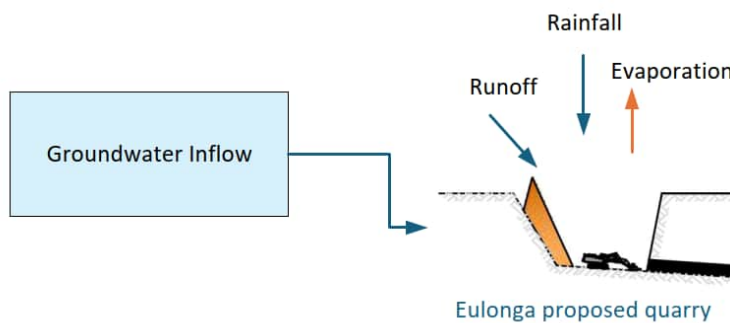 Rainfall
Evaporation
Runoff
Groundwater Inflow
Eulonga proposed quarry